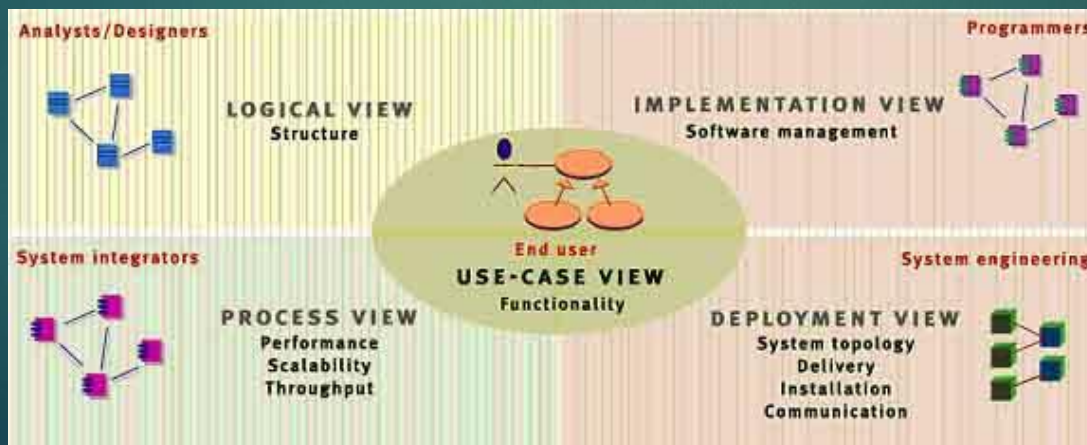 Analysts/Designers
LOGICAL VIEW
Structure
Programmers
IMPLEMENTATION VIEW
Software management
End user
USE-CASE VIEW
Functionality
System integrators
PROCESS VIEW
Performance
Scalability
Throughput
System engineering
DEPLOYMENT VIEW
System topology
Delivery
Installation
Communication